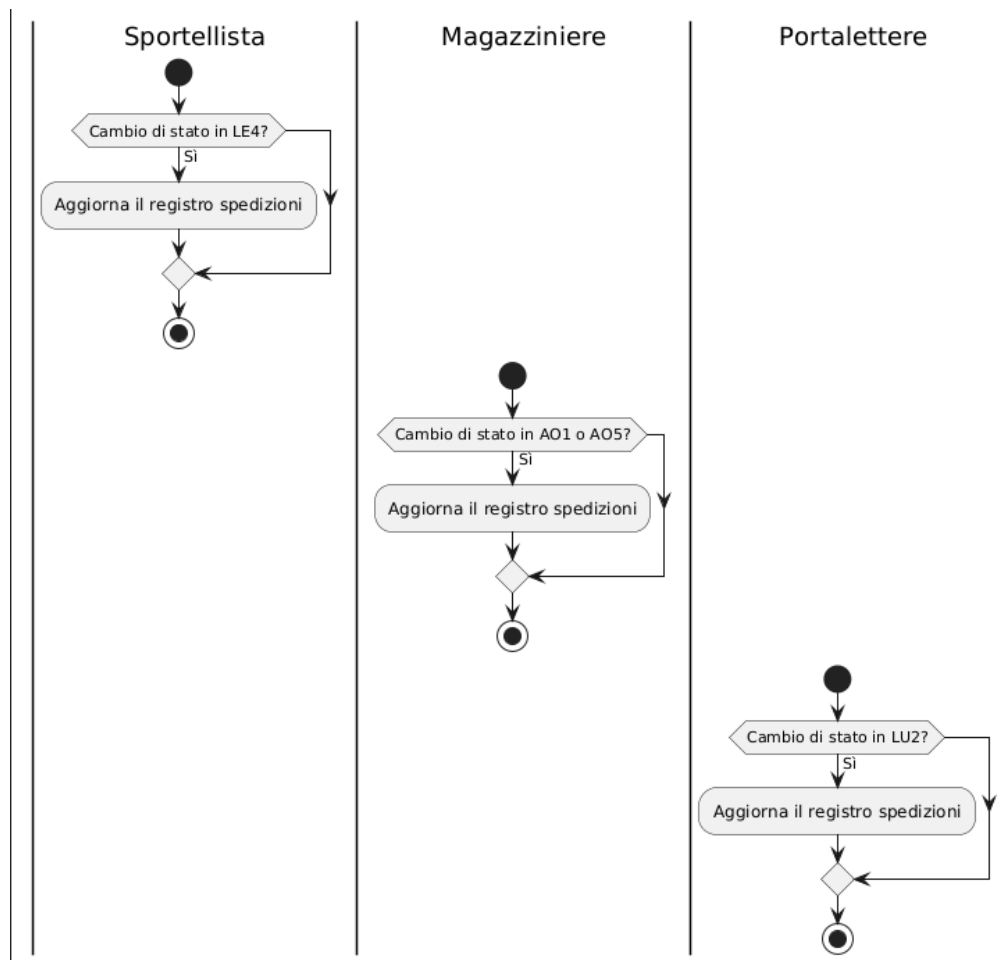 Sportellista
Magazziniere
Portalettere
Cambio di stato in LE4?
Sì
Aggiorna il registro spedizioni
Cambio di stato in AO1 o AO5?
Sì
Aggiorna il registro spedizioni
Cambio di stato in LU2?
Sì
Aggiorna il registro spedizioni